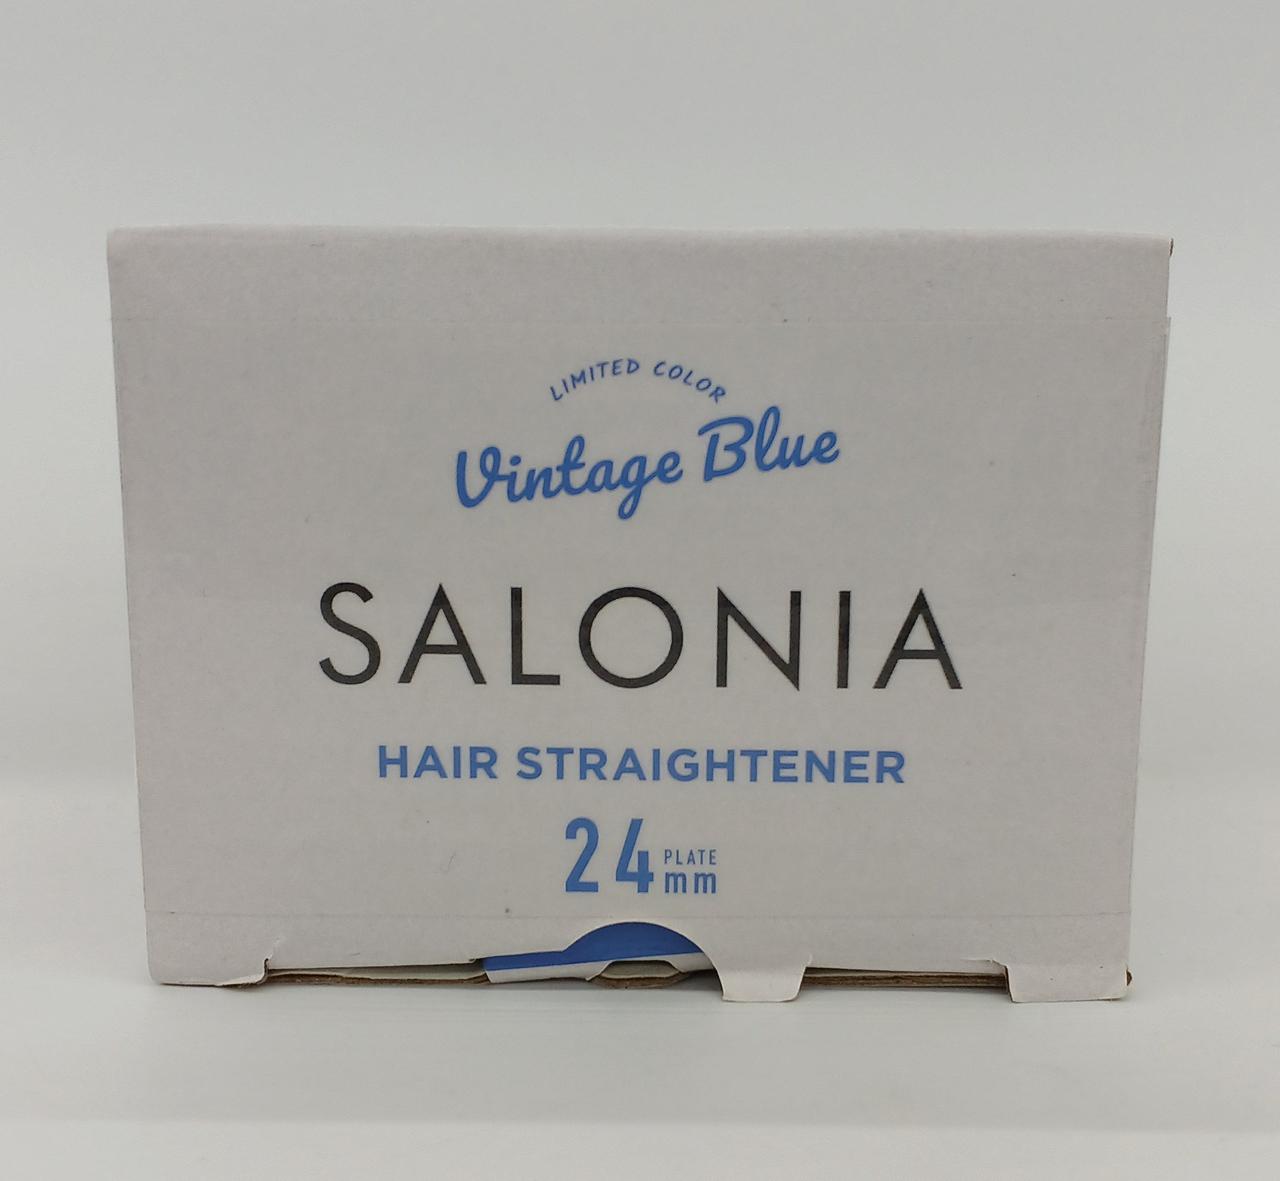 LIMITED COLOR
Vintage Blue
SALONIA
HAIR STRAIGHTENER
24 PLATE mm